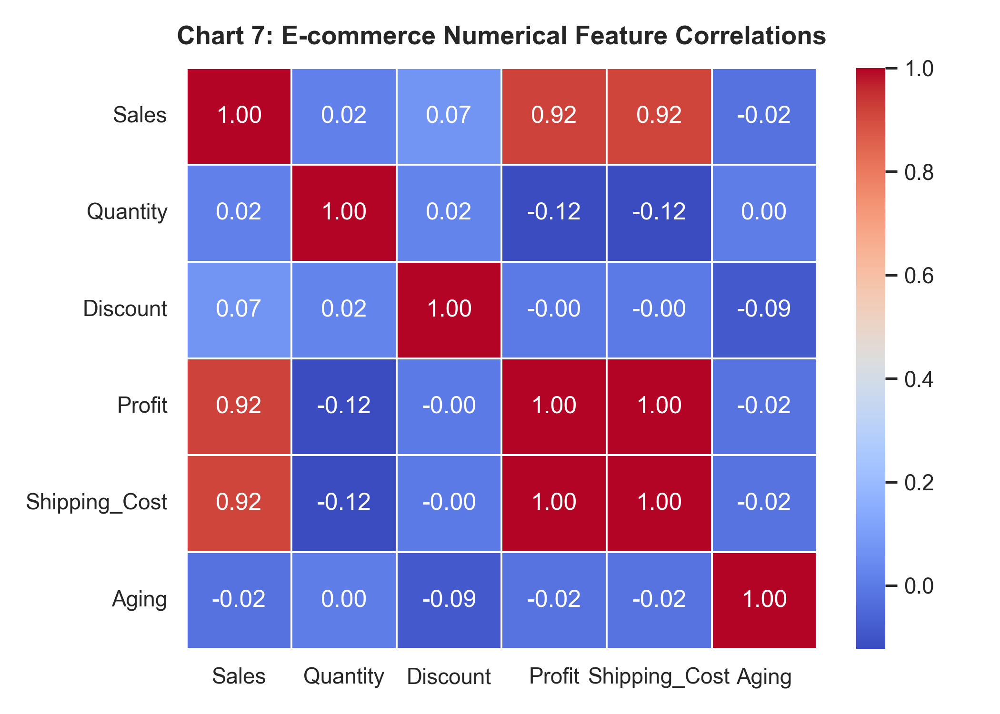 Chart 7: E-commerce Numerical Feature Correlations
1.0
Sales 1.00 0.02 0.07 0.92 0.92 -0.02
0.8
Quantity 0.02 1.00 0.02 -0.12 -0.12 0.00
0.6
Discount 0.07 0.02 1.00 -0.00 -0.00 -0.09
0.4
Profit 0.92 -0.12 -0.00 1.00 1.00 -0.02
0.2
Shipping_Cost 0.92 -0.12 -0.00 1.00 1.00 -0.02
0.0
Aging -0.02 0.00 -0.09 -0.02 -0.02 1.00
Sales Quantity Discount Profit Shipping_Cost Aging